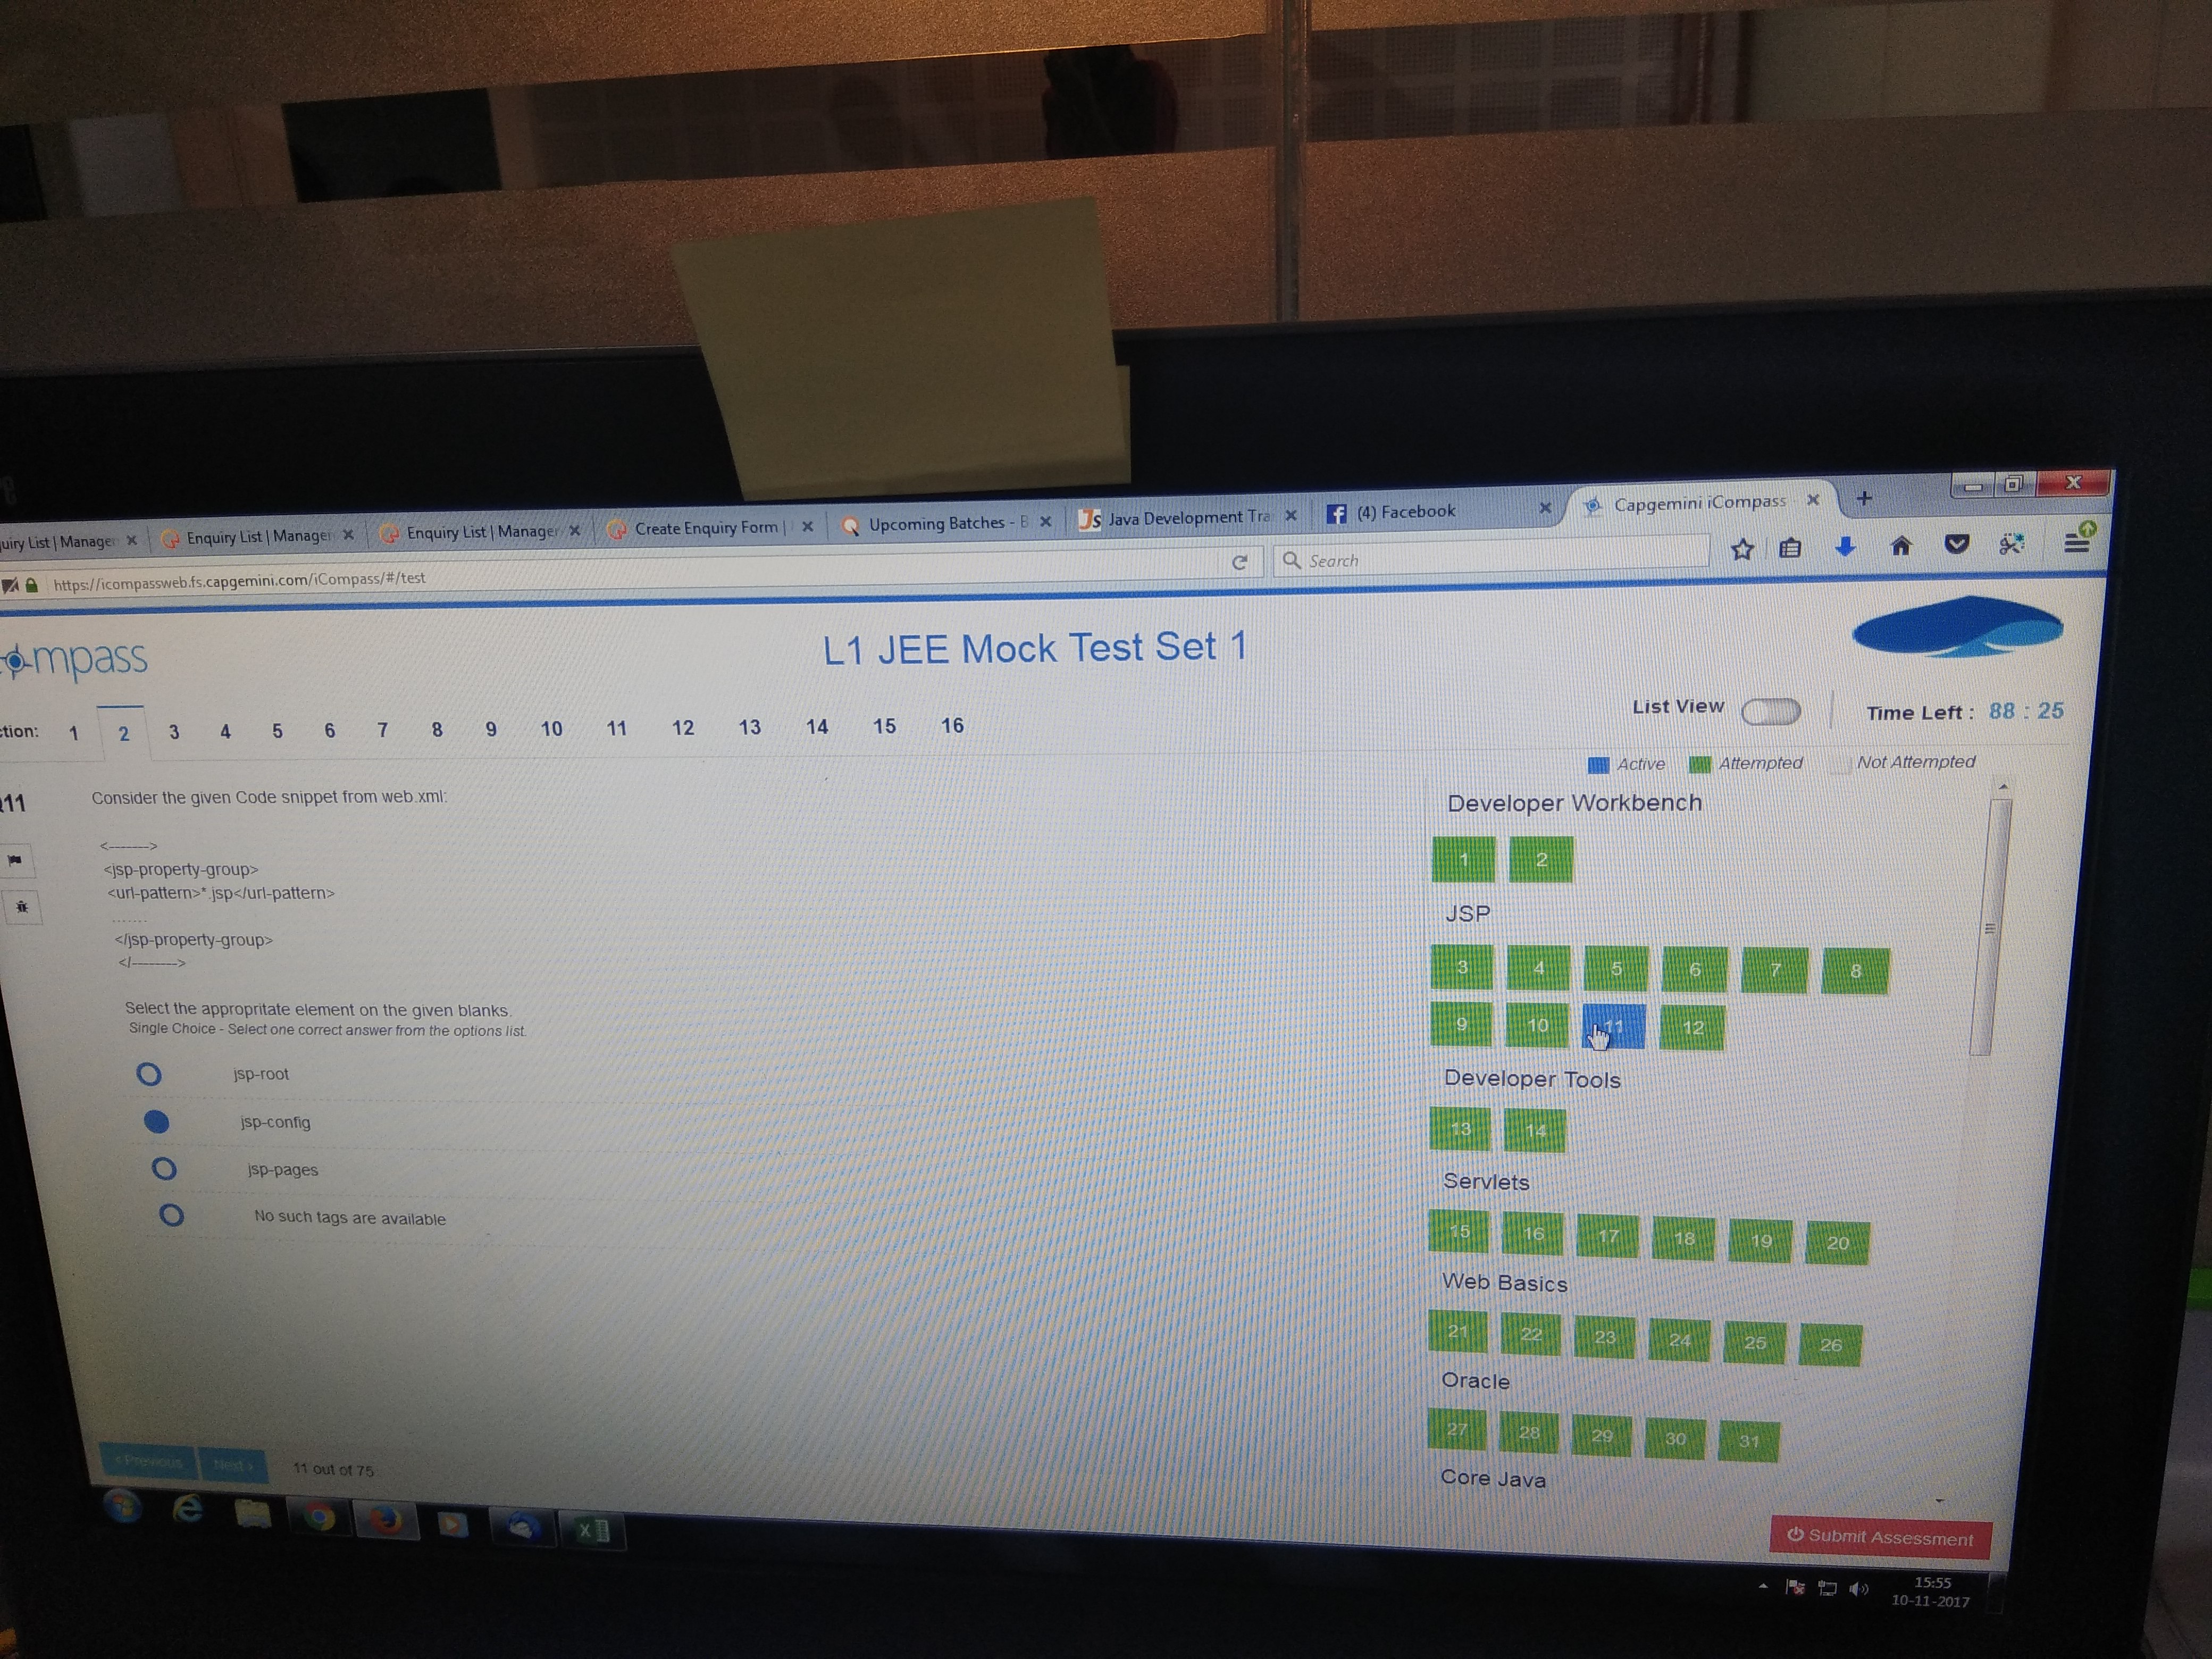 uiry List | Manager
Enquiry List | Manager
Enquiry List | Manager
Create Enquiry Form |
Upcoming Batches - B
Java Development Tra
(4) Facebook
Capgemini iCompass
https://icompassweb.fs.capgemini.com/iCompass/#/test
Search
mpass
L1 JEE Mock Test Set 1
List View
Time Left : 88 : 25
ction: 1 2 3 4 5 6 7 8 9 10 11 12 13 14 15 16
Active Attempted Not Attempted
11
Consider the given Code snippet from web.xml:
<------->
<jsp-property-group>
<url-pattern>*.jsp</url-pattern>
.......
</jsp-property-group>
</-------->
Select the appropritate element on the given blanks.
Single Choice - Select one correct answer from the options list.
jsp-root
jsp-config
jsp-pages
No such tags are available
Developer Workbench
1 2
JSP
3 4 5 6 7 8
9 10 11 12
Developer Tools
13 14
Servlets
15 16 17 18 19 20
Web Basics
21 22 23 24 25 26
Oracle
27 28 29 30 31
Core Java
< Previous
Next >
11 out of 75
Submit Assessment
15:55
10-11-2017